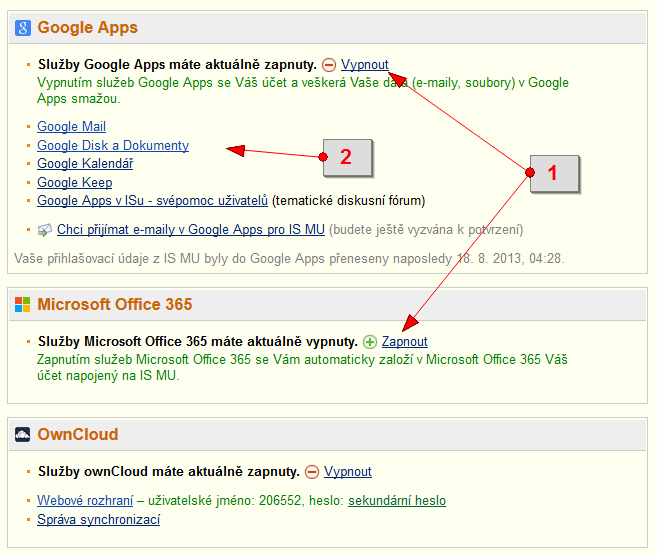 Google Apps
Služby Google Apps máte aktuálně zapnuty. Vypnout
Vypnutím služeb Google Apps se Váš účet a veškerá Vaše data (e-maily, soubory) v Google
Apps smažou.
Google Mail
Google Disk a Dokumenty
2
1
Google Kalendář
Google Keep
Google Apps v ISu - svépomoc uživatelů (tematické diskusní fórum)
Chci přijímat e-maily v Google Apps pro IS MU (budete ještě vyzvána k potvrzení)
Vaše přihlašovací údaje z IS MU byly do Google Apps přeneseny naposledy 18. 8. 2013, 04:28.
Microsoft Office 365
Služby Microsoft Office 365 máte aktuálně vypnuty. Zapnout
Zapnutím služeb Microsoft Office 365 se Vám automaticky založí v Microsoft Office 365 Váš
účet napojený na IS MU.
OwnCloud
Služby ownCloud máte aktuálně zapnuty. Vypnout
Webové rozhraní – uživatelské jméno: 206552, heslo: sekundární heslo
Správa synchronizací